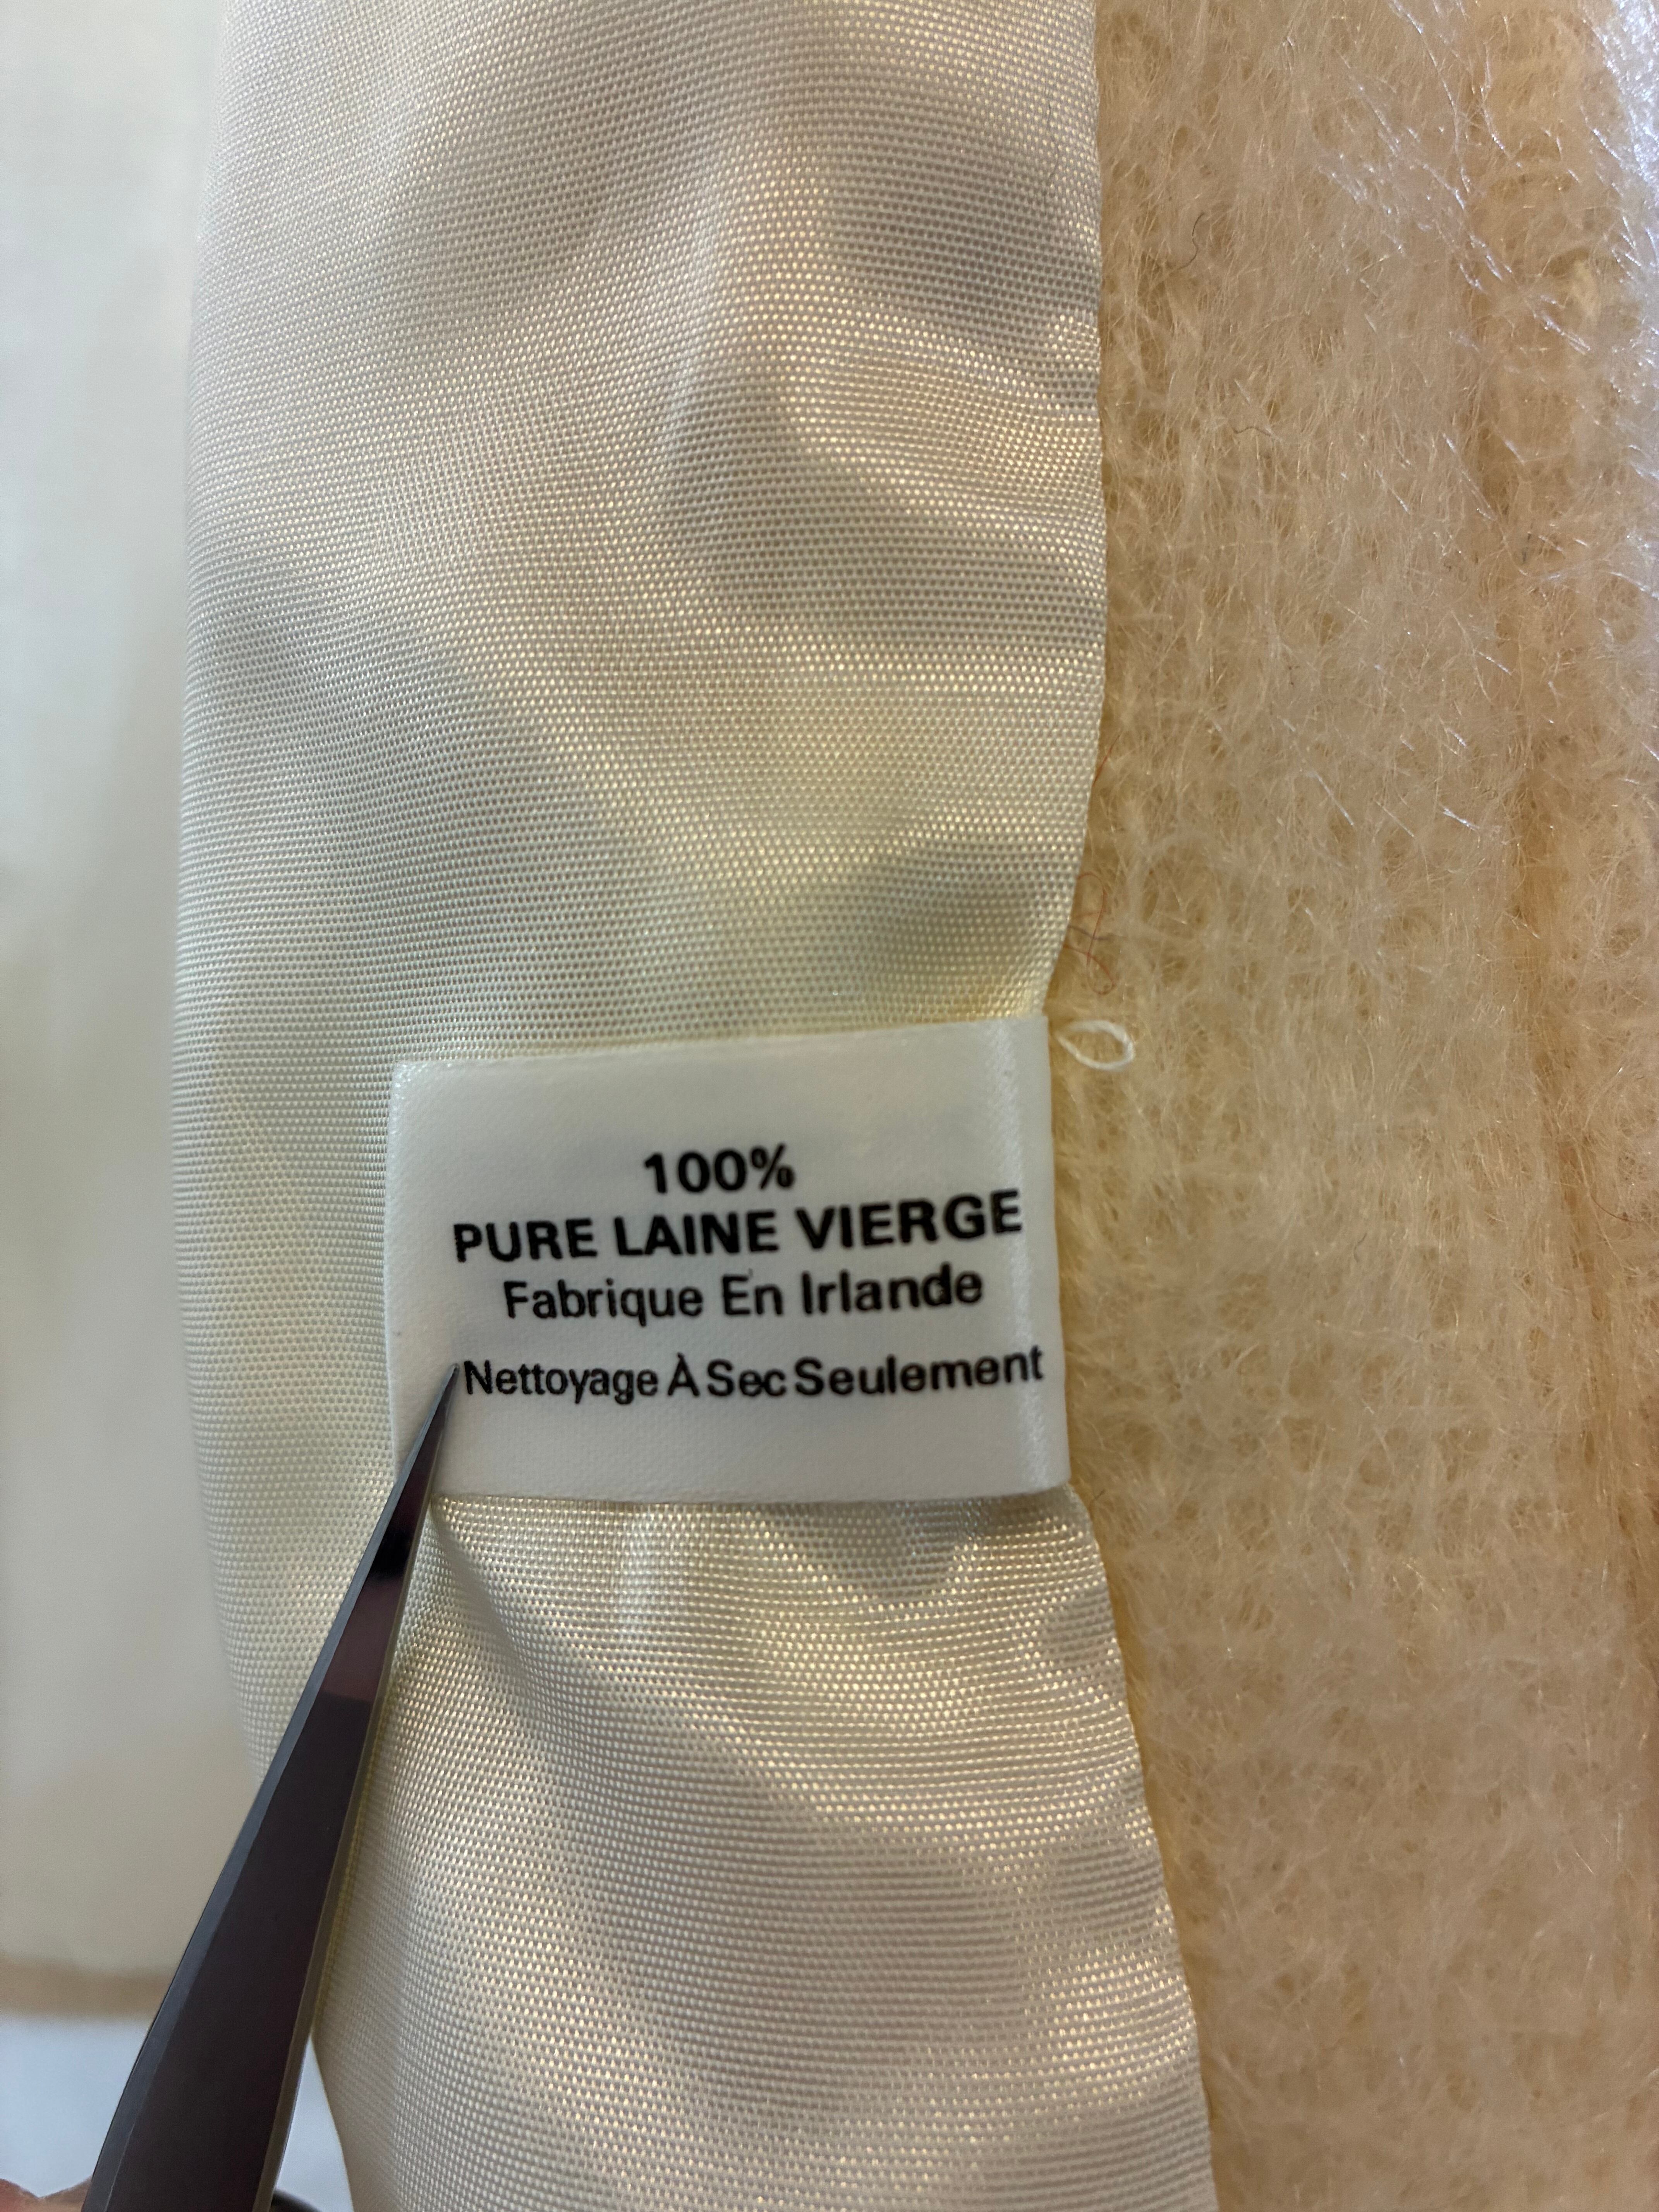 100%
PURE LAINE VIERGE
Fabrique En Irlande
Nettoyage À Sec Seulement